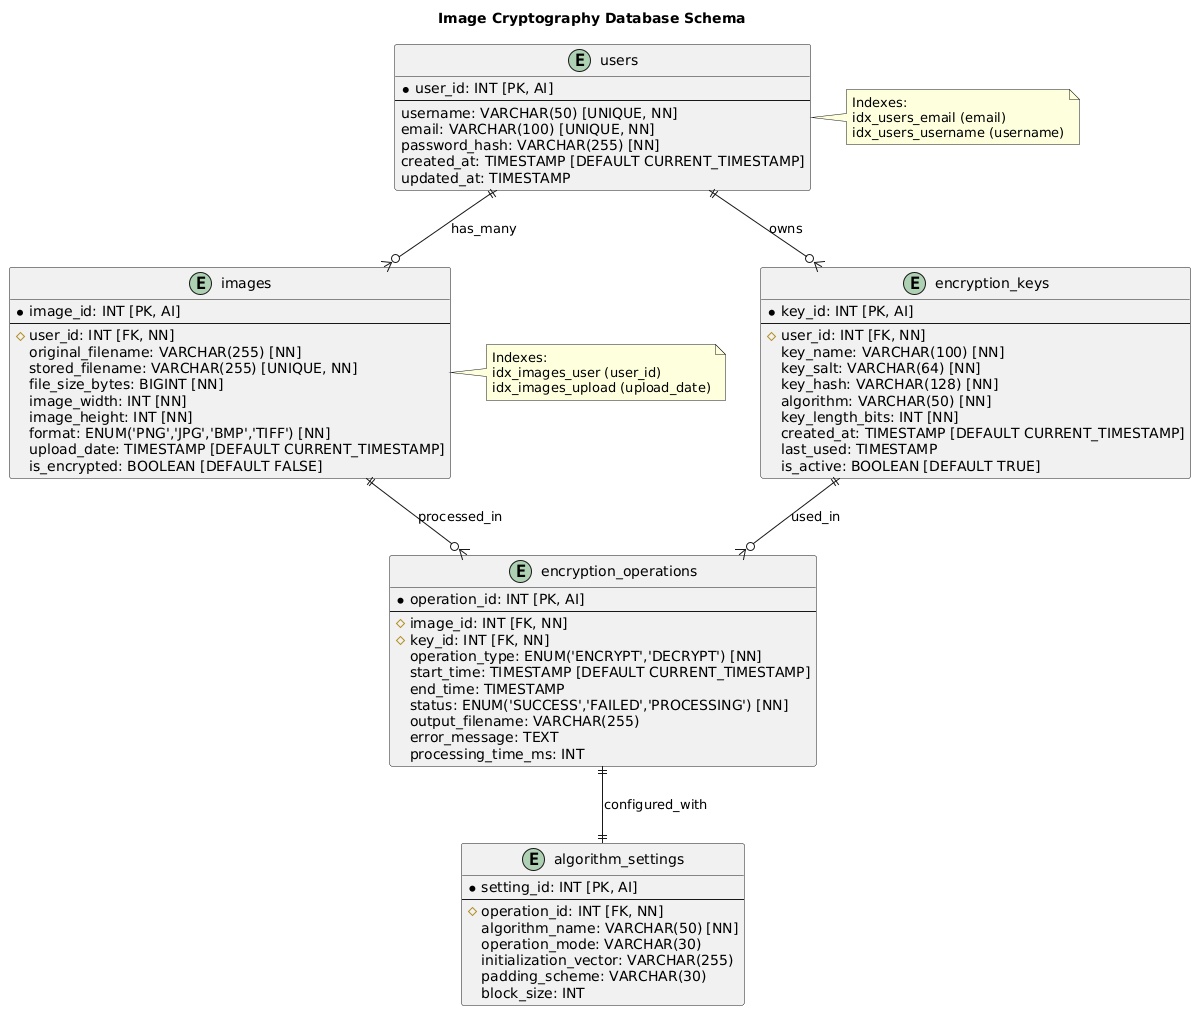 Image Cryptography Database Schema
E users
user_id: INT [PK, AI]
username: VARCHAR(50) [UNIQUE, NN]
email: VARCHAR(100) [UNIQUE, NN]
password_hash: VARCHAR(255) [NN]
created_at: TIMESTAMP [DEFAULT CURRENT_TIMESTAMP]
updated_at: TIMESTAMP
Indexes:
idx_users_email (email)
idx_users_username (username)
has_many
owns
E images
image_id: INT [PK, AI]
user_id: INT [FK, NN]
original_filename: VARCHAR(255) [NN]
stored_filename: VARCHAR(255) [UNIQUE, NN]
file_size_bytes: BIGINT [NN]
image_width: INT [NN]
image_height: INT [NN]
format: ENUM('PNG','JPG','BMP','TIFF') [NN]
upload_date: TIMESTAMP [DEFAULT CURRENT_TIMESTAMP]
is_encrypted: BOOLEAN [DEFAULT FALSE]
Indexes:
idx_images_user (user_id)
idx_images_upload (upload_date)
E encryption_keys
key_id: INT [PK, AI]
user_id: INT [FK, NN]
key_name: VARCHAR(100) [NN]
key_salt: VARCHAR(64) [NN]
key_hash: VARCHAR(128) [NN]
algorithm: VARCHAR(50) [NN]
key_length_bits: INT [NN]
created_at: TIMESTAMP [DEFAULT CURRENT_TIMESTAMP]
last_used: TIMESTAMP
is_active: BOOLEAN [DEFAULT TRUE]
processed_in
used_in
E encryption_operations
operation_id: INT [PK, AI]
image_id: INT [FK, NN]
key_id: INT [FK, NN]
operation_type: ENUM('ENCRYPT','DECRYPT') [NN]
start_time: TIMESTAMP [DEFAULT CURRENT_TIMESTAMP]
end_time: TIMESTAMP
status: ENUM('SUCCESS','FAILED','PROCESSING') [NN]
output_filename: VARCHAR(255)
error_message: TEXT
processing_time_ms: INT
configured_with
E algorithm_settings
setting_id: INT [PK, AI]
operation_id: INT [FK, NN]
algorithm_name: VARCHAR(50) [NN]
operation_mode: VARCHAR(30)
initialization_vector: VARCHAR(255)
padding_scheme: VARCHAR(30)
block_size: INT